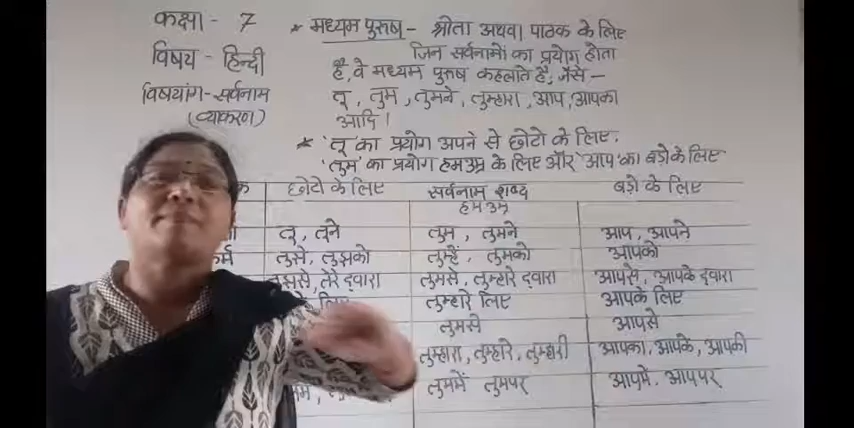 कक्षा - 7
विषय - हिन्दी
विषयांग - सर्वनाम
(व्याकरण)
* मध्यम पुरुष - श्रोता अथवा पाठक के लिए
जिन सर्वनामों का प्रयोग होता
है, वे मध्यम पुरुष कहलाते है, जैसे -
तू, तुम, तुमने, तुम्हारा, आप, आपका
आदि।
* 'तू' का प्रयोग अपने से छोटो के लिए,
'तुम' का प्रयोग हमउम्र के लिए और 'आप' का बड़ो के लिए
छोटो के लिए सर्वनाम शब्द बड़ो के लिए
हम उम्र
तू, तूने तुम, तुमने आप, आपने
तुझे, तुझको तुम्हें, तुमको आपको
तेरे द्वारा तुमसे, तुम्हारे द्वारा आपसे, आपके द्वारा
लिए तुम्हारे लिए आपके लिए
तुमसे आपसे
तुम्हारा, तुम्हारे, तुम्हारी आपका, आपके, आपकी
तुममें तुमपर आपमें, आपपर